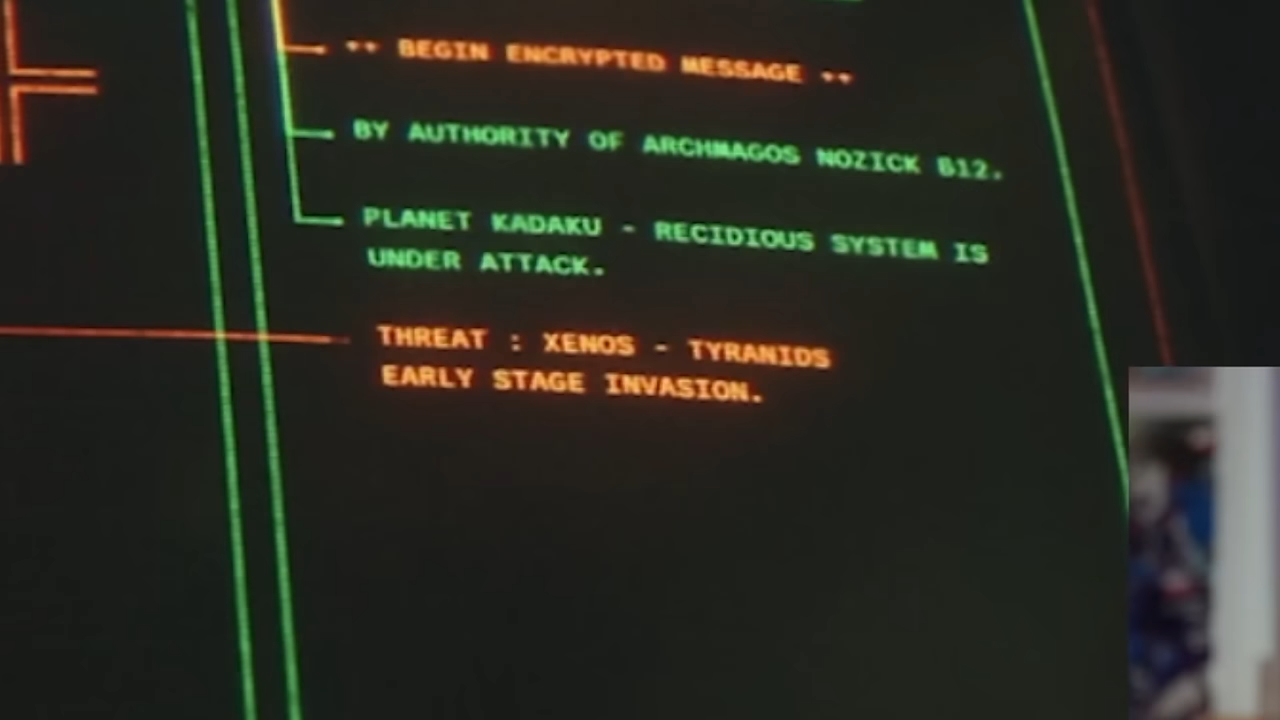 ++ BEGIN ENCRYPTED MESSAGE ++
BY AUTHORITY OF ARCHMAGOS NOZICK B12.
PLANET KADAKU - RECIDIOUS SYSTEM IS
UNDER ATTACK.
THREAT : XENOS - TYRANIDS
EARLY STAGE INVASION.